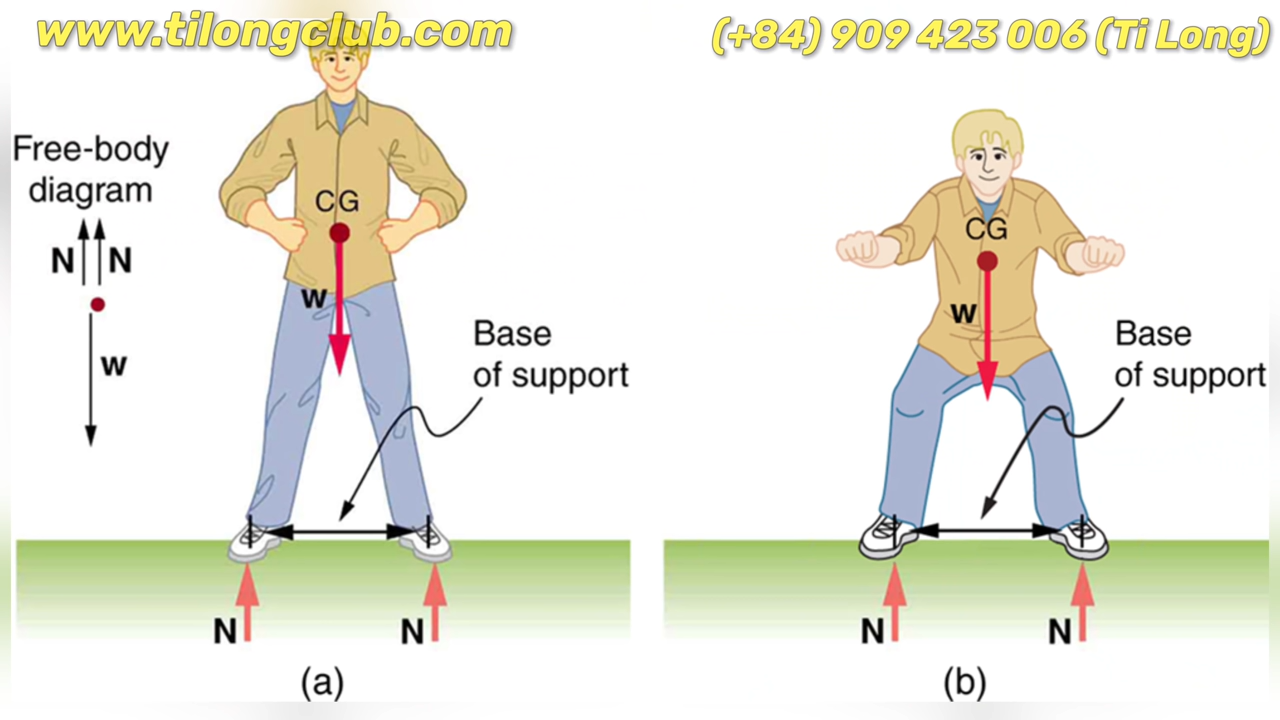 www.tilongclub.com
(+84) 909 423 006 (Ti Long)
Free-body
diagram
N N
w
CG
w
Base
of support
N N
(a)
CG
w
Base
of support
N N
(b)